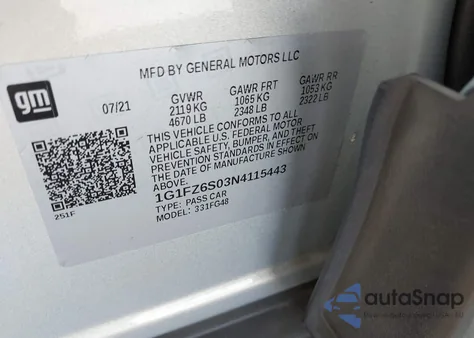 MFD BY GENERAL MOTORS LLC
gm
07/21
GVWR GAWR FRT GAWR RR
2119 KG 1065 KG 1053 KG
4670 LB 2348 LB 2322 LB
THIS VEHICLE CONFORMS TO ALL
APPLICABLE U.S. FEDERAL MOTOR
VEHICLE SAFETY, BUMPER, AND THEFT
PREVENTION STANDARDS IN EFFECT ON
THE DATE OF MANUFACTURE SHOWN
ABOVE.
1G1FZ6S03N4115443
TYPE: PASS CAR
MODEL: 331FG48
251F
autoSnap